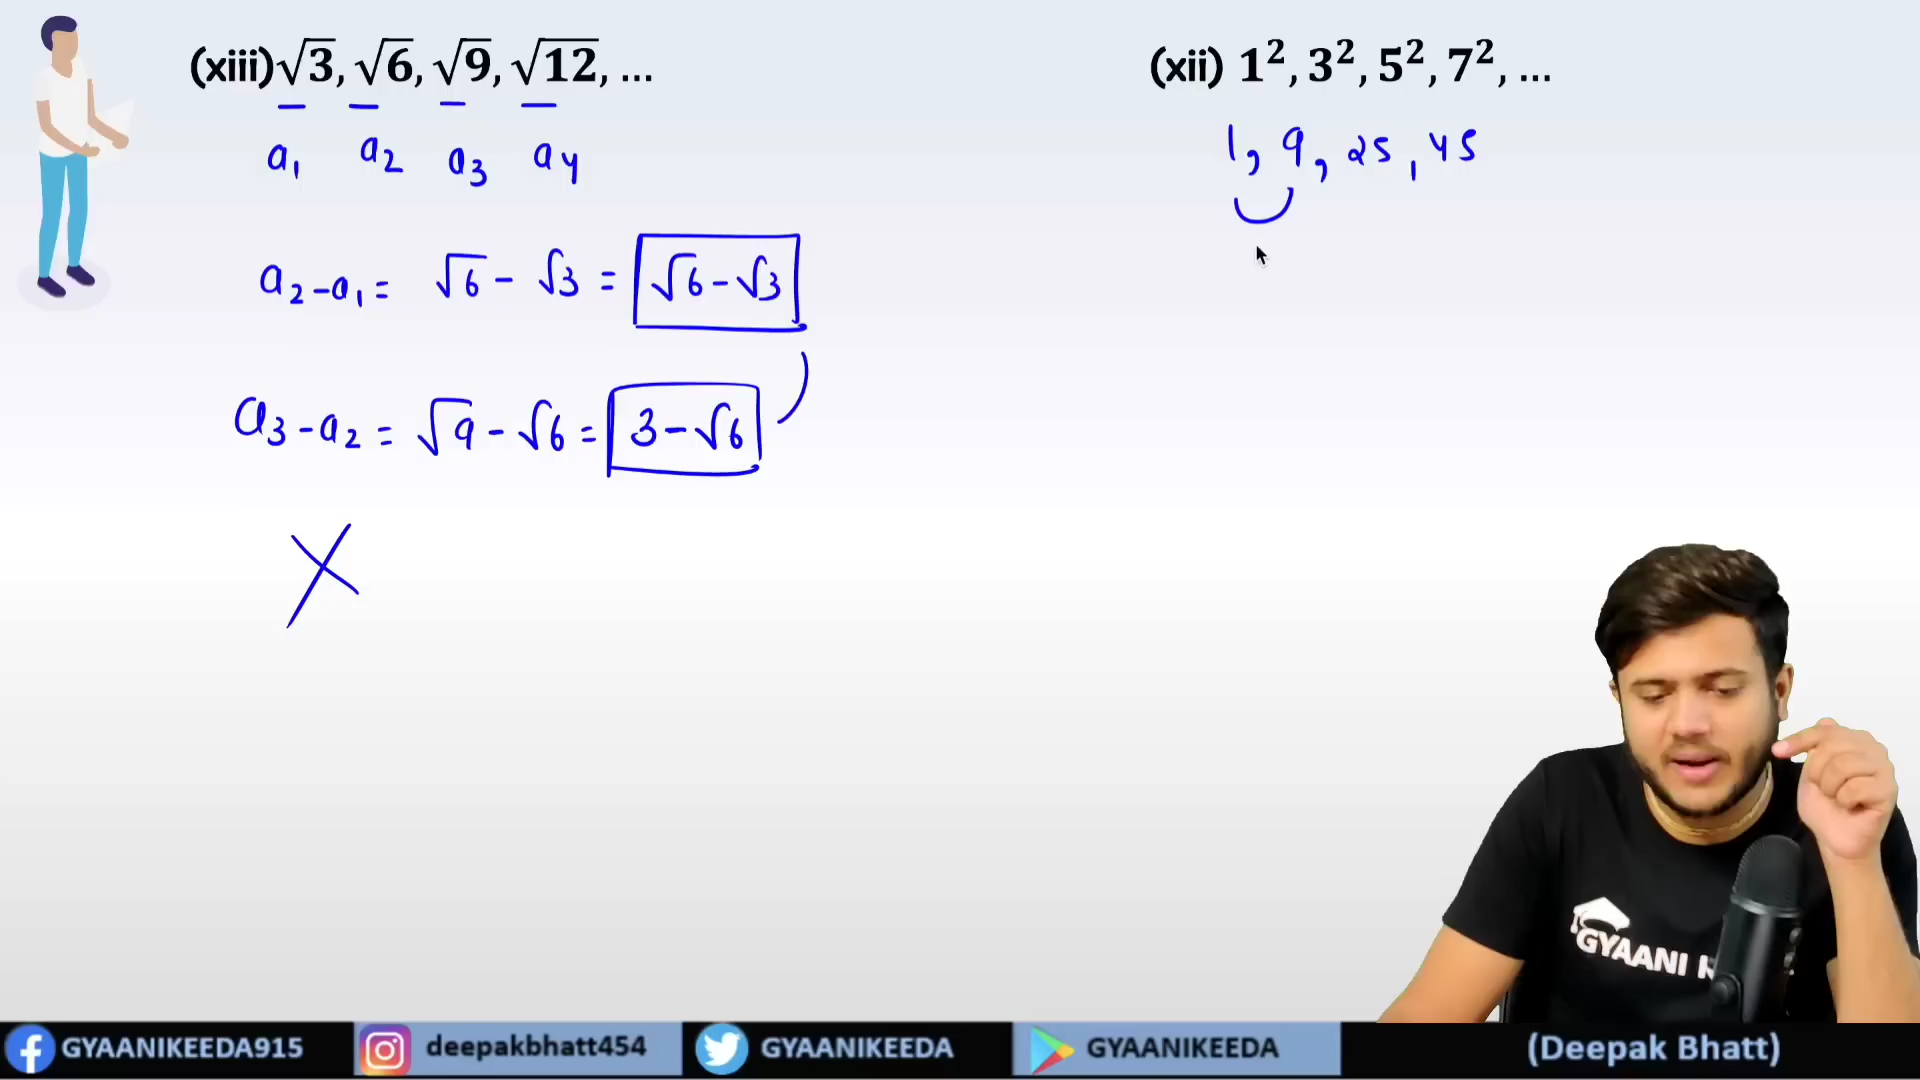 (xiii)√3, √6, √9, √12, ...
a1 a2 a3 a4
a2-a1 = √6 - √3 = √6-√3
a3-a2 = √9 - √6 = 3-√6
(xii) 1², 3², 5², 7², ...
1, 9, 25, 45
GYAANI K
GYAANIKEEDA915
deepakbhatt454
GYAANIKEEDA
GYAANIKEEDA
(Deepak Bhatt)